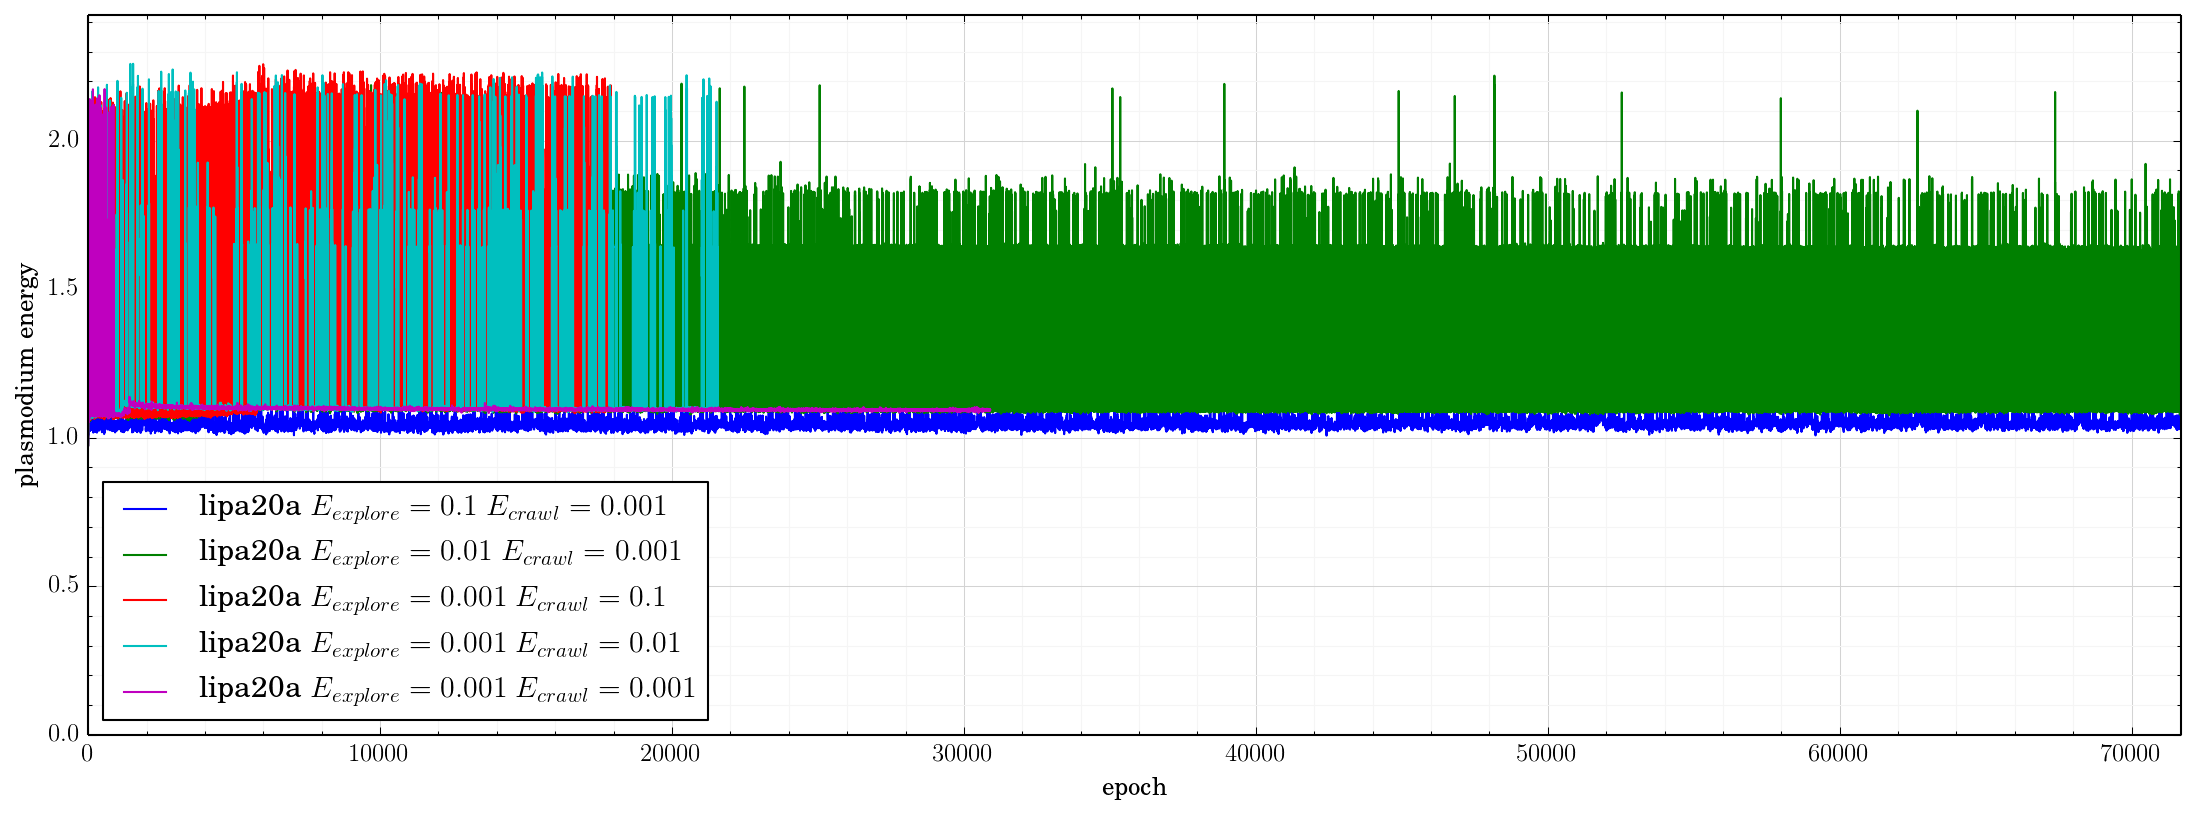 2.0
1.5
1.0
0.5
0.0
plasmodium energy
lipa20a E_explore = 0.1 E_crawl = 0.001
lipa20a E_explore = 0.01 E_crawl = 0.001
lipa20a E_explore = 0.001 E_crawl = 0.1
lipa20a E_explore = 0.001 E_crawl = 0.01
lipa20a E_explore = 0.001 E_crawl = 0.001
0 10000 20000 30000 40000 50000 60000 70000
epoch